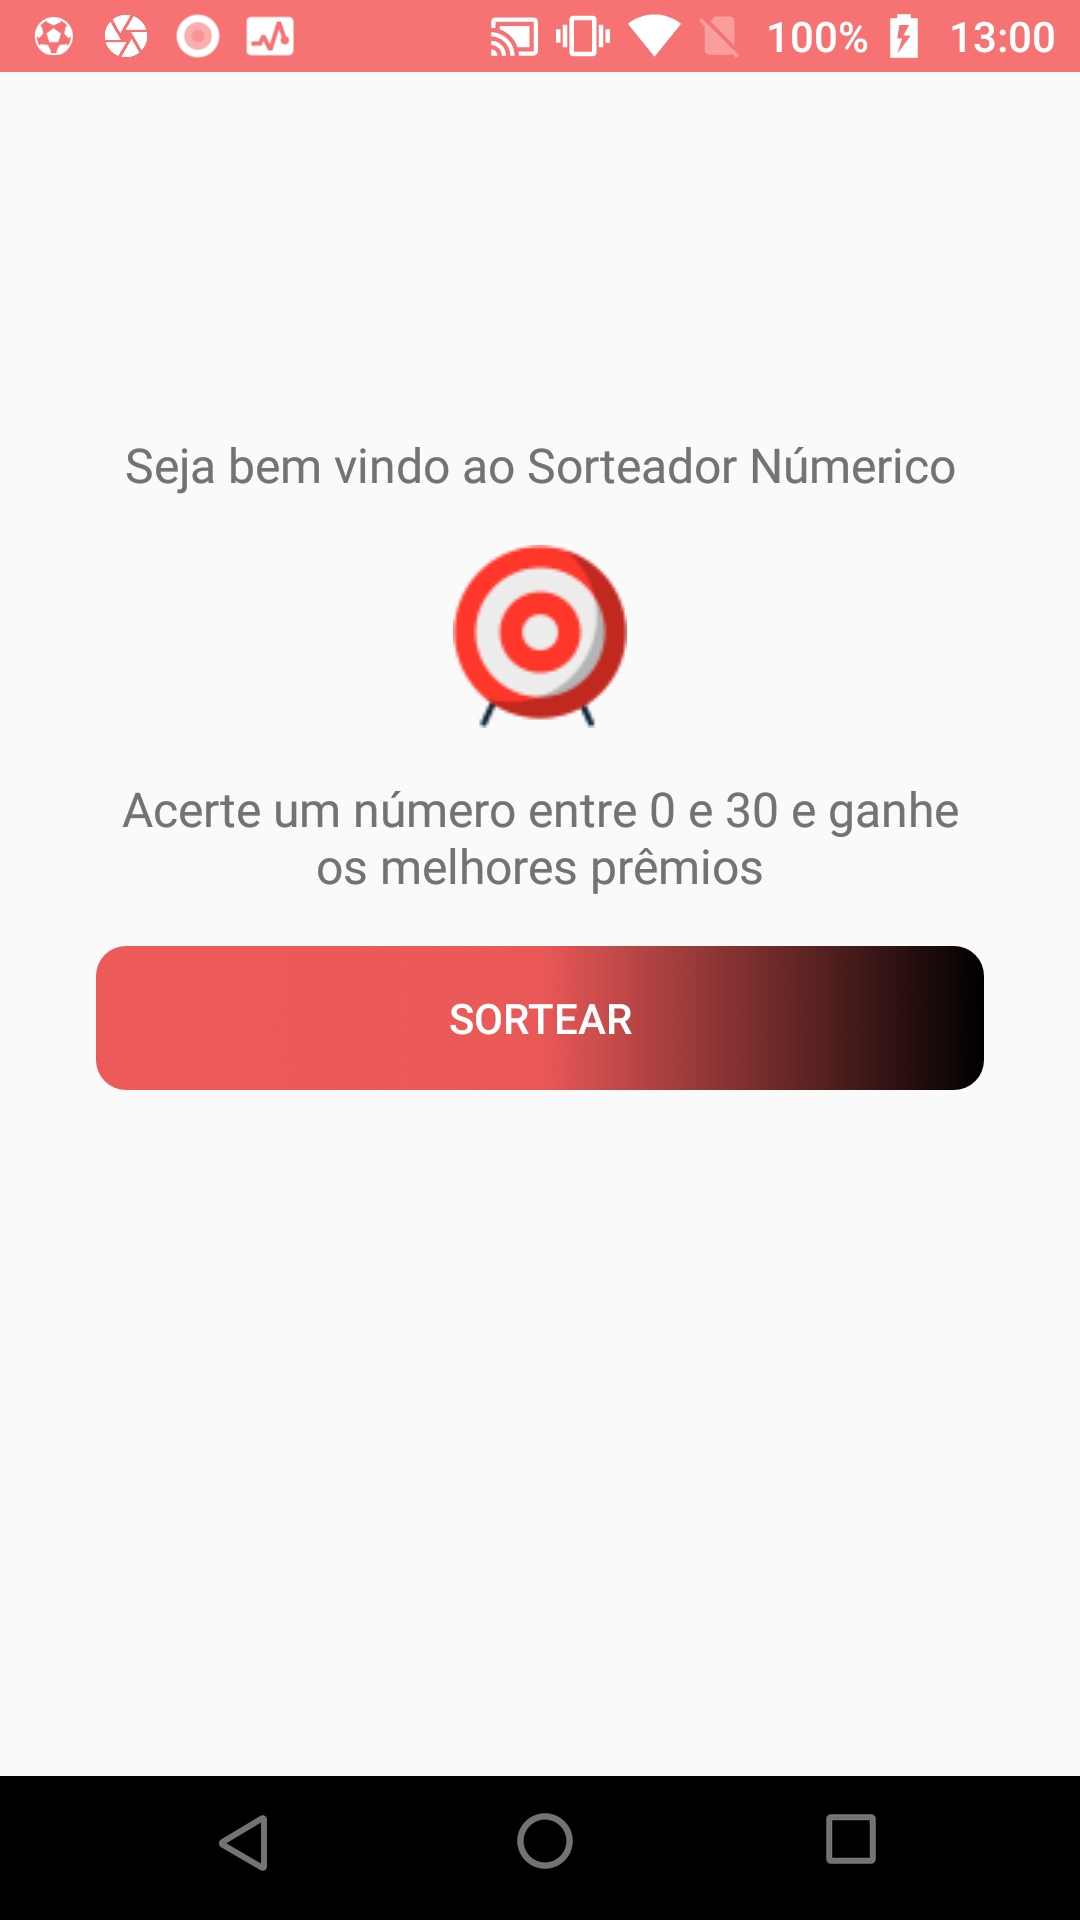 100% 13:00
Seja bem vindo ao Sorteador Númerico
Acerte um número entre 0 e 30 e ganhe
os melhores prêmios
SORTEAR